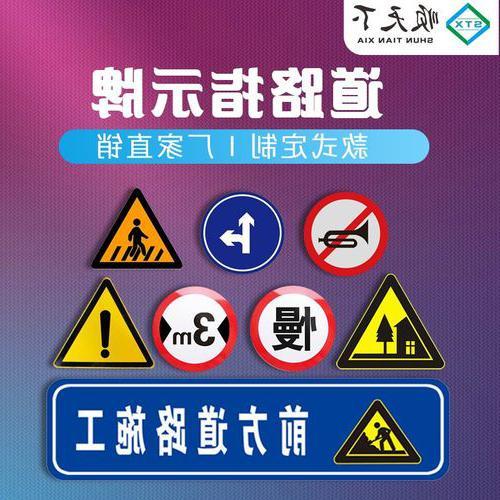 STX 顺天下
SHUN TIAN XIA
道路指示牌
款式定制 | 厂家直销
3m
慢
前方道路施工